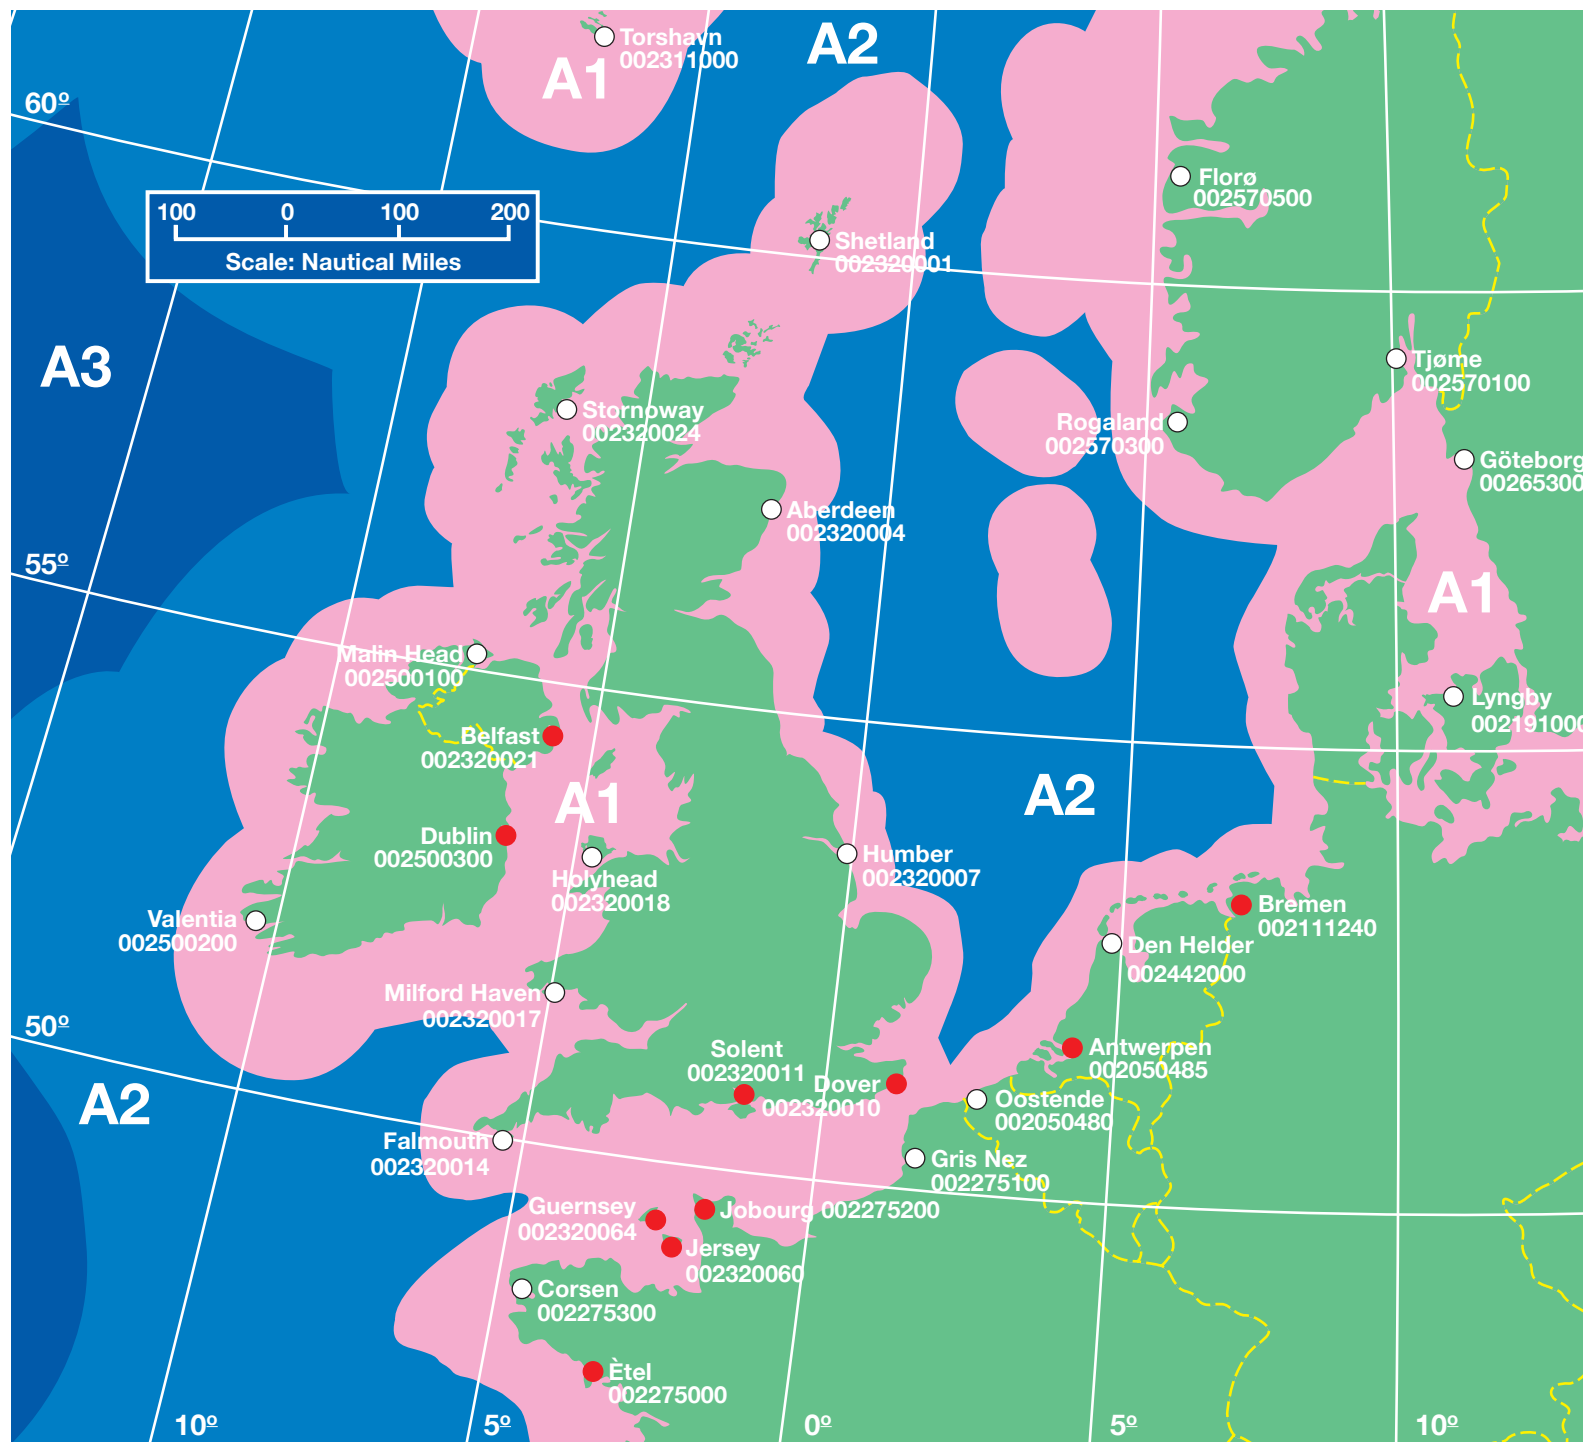 Torshavn
002311000
A2
A1
60º
Florø
002570500
100 0 100 200
Scale: Nautical Miles
Shetland
002320001
A3
Tjøme
002570100
Stornoway
002320024
Rogaland
002570300
Göteborg
00265300
Aberdeen
002320004
55º
A1
Malin Head
002500100
Lyngby
002191000
Belfast
002320021
A1
A2
Dublin
002500300
Holyhead
002320018
Humber
002320007
Valentia
002500200
Bremen
002111240
Den Helder
002442000
Milford Haven
002320017
50º
Solent
002320011
Antwerpen
002050485
Dover
002320010
A2
Oostende
002050480
Falmouth
002320014
Gris Nez
002275100
Guernsey
002320064
Jobourg 002275200
Jersey
002320060
Corsen
002275300
Ètel
002275000
10º 5º 0º 5º 10º